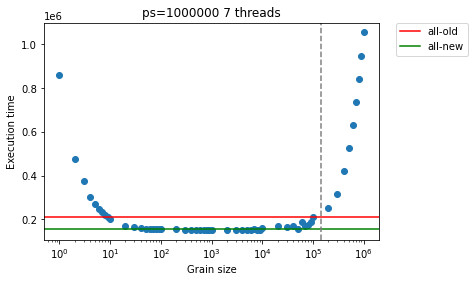 ps=1000000 7 threads
1e6
all-old
all-new
1.0
0.8
0.6
0.4
0.2
Execution time
10^0 10^1 10^2 10^3 10^4 10^5 10^6
Grain size